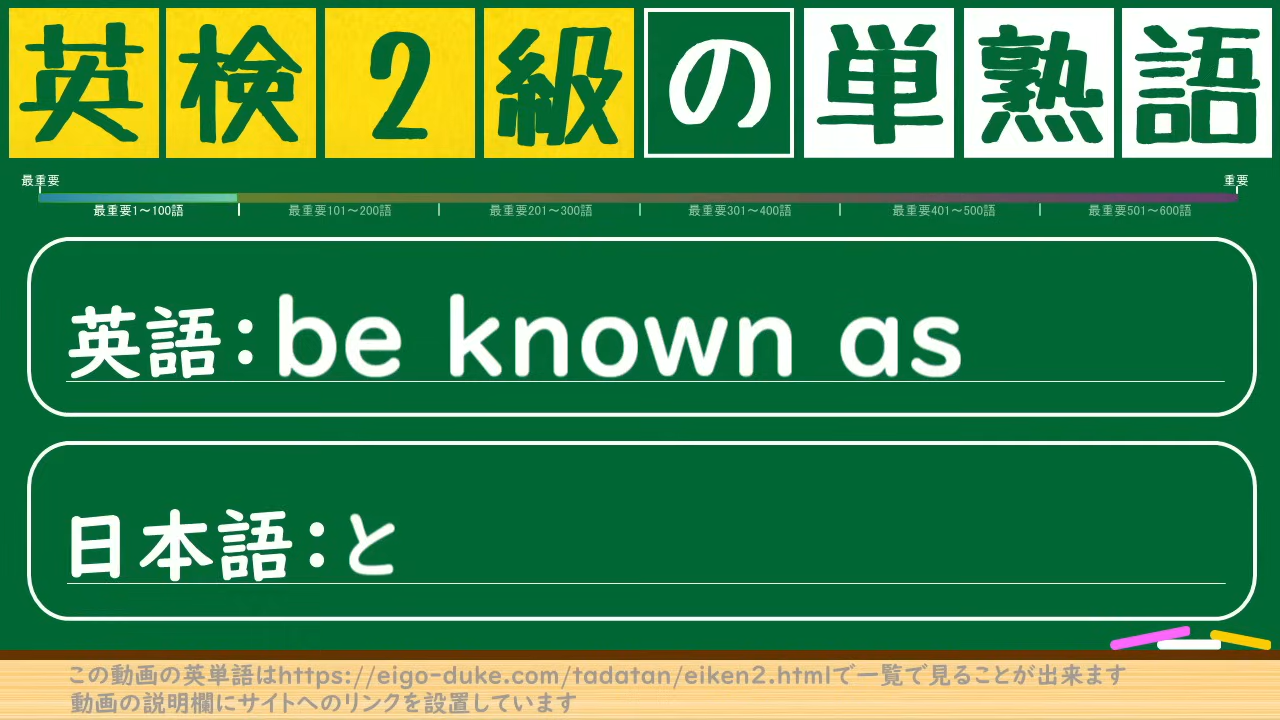 英検2級の単熟語
最重要 重要
最重要1～100語 最重要101～200語 最重要201～300語 最重要301～400語 最重要401～500語 最重要501～600語
英語：be known as
日本語：と
この動画の英単語はhttps://eigo-duke.com/tadatan/eiken2.htmlで一覧で見ることが出来ます
動画の説明欄にサイトへのリンクを設置しています